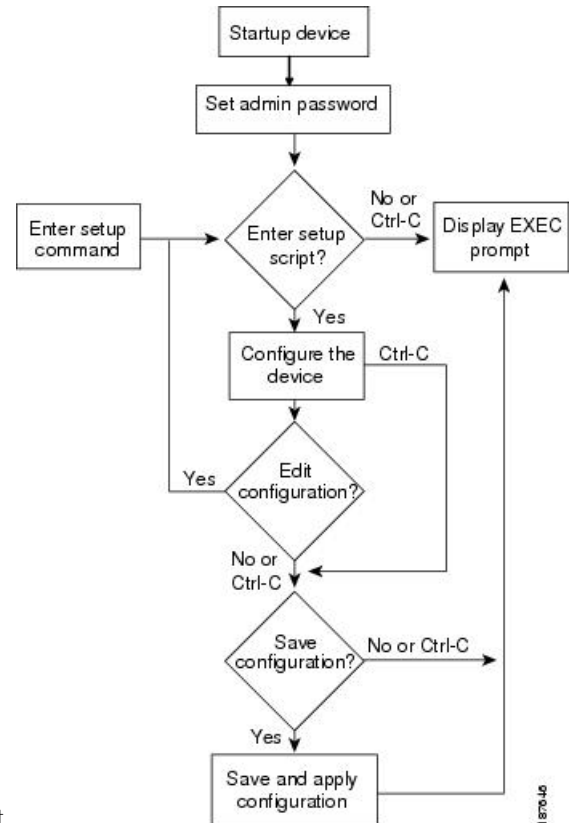 Startup device
Set admin password
Enter setup
command
Enter setup
script?
No or
Ctrl-C
Display EXEC
prompt
Yes
Configure the
device
Ctrl-C
Yes
Edit
configuration?
No or
Ctrl-C
Save
configuration?
No or Ctrl-C
Yes
Save and apply
configuration
187646